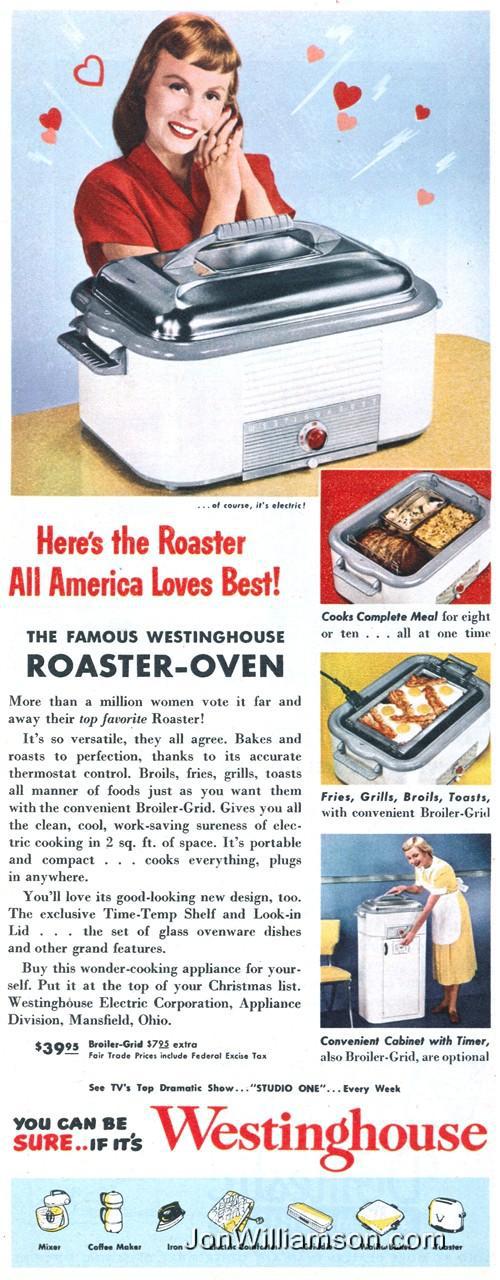 WESTINGHOUSE
...of course, it's electric!
Here's the Roaster
All America Loves Best!
THE FAMOUS WESTINGHOUSE
ROASTER-OVEN
More than a million women vote it far and
away their top favorite Roaster!
It's so versatile, they all agree. Bakes and
roasts to perfection, thanks to its accurate
thermostat control. Broils, fries, grills, toasts
all manner of foods just as you want them
with the convenient Broiler-Grid. Gives you all
the clean, cool, work-saving sureness of elec-
tric cooking in 2 sq. ft. of space. It's portable
and compact . . . cooks everything, plugs
in anywhere.
You'll love its good-looking new design, too.
The exclusive Time-Temp Shelf and Look-in
Lid . . . the set of glass ovenware dishes
and other grand features.
Buy this wonder-cooking appliance for your-
self. Put it at the top of your Christmas list.
Westinghouse Electric Corporation, Appliance
Division, Mansfield, Ohio.
$39.95 Broiler-Grid $7.95 extra
Fair Trade Prices include Federal Excise Tax
Cooks Complete Meal for eight
or ten . . . all at one time
Fries, Grills, Broils, Toasts,
with convenient Broiler-Grid
Convenient Cabinet with Timer,
also Broiler-Grid, are optional
See TV's Top Dramatic Show..."STUDIO ONE"...Every Week
YOU CAN BE
SURE..IF IT'S
Westinghouse
Mixer Coffee Maker Iron Toaster
JonWilliamson.com